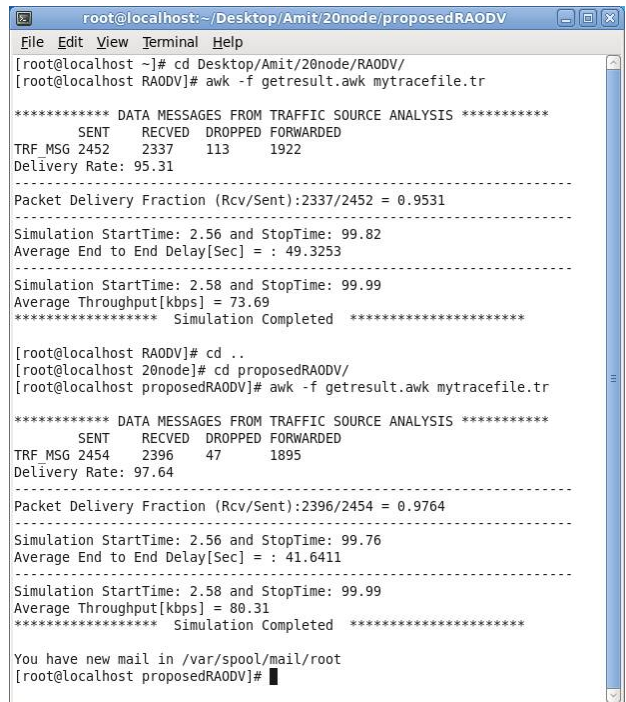 root@localhost:~/Desktop/Amit/20node/proposedRAODV
File Edit View Terminal Help
[root@localhost ~]# cd Desktop/Amit/20node/RAODV/
[root@localhost RAODV]# awk -f getresult.awk mytracefile.tr
************ DATA MESSAGES FROM TRAFFIC SOURCE ANALYSIS ***********
SENT RECVED DROPPED FORWARDED
TRF_MSG 2452 2337 113 1922
Delivery Rate: 95.31
----------------------------------------------------------------------
Packet Delivery Fraction (Rcv/Sent):2337/2452 = 0.9531
----------------------------------------------------------------------
Simulation StartTime: 2.56 and StopTime: 99.82
Average End to End Delay[Sec] = : 49.3253
----------------------------------------------------------------------
Simulation StartTime: 2.58 and StopTime: 99.99
Average Throughput[kbps] = 73.69
****************** Simulation Completed **********************
[root@localhost RAODV]# cd ..
[root@localhost 20node]# cd proposedRAODV/
[root@localhost proposedRAODV]# awk -f getresult.awk mytracefile.tr
************ DATA MESSAGES FROM TRAFFIC SOURCE ANALYSIS ***********
SENT RECVED DROPPED FORWARDED
TRF_MSG 2454 2396 47 1895
Delivery Rate: 97.64
----------------------------------------------------------------------
Packet Delivery Fraction (Rcv/Sent):2396/2454 = 0.9764
----------------------------------------------------------------------
Simulation StartTime: 2.56 and StopTime: 99.76
Average End to End Delay[Sec] = : 41.6411
----------------------------------------------------------------------
Simulation StartTime: 2.58 and StopTime: 99.99
Average Throughput[kbps] = 80.31
****************** Simulation Completed **********************
You have new mail in /var/spool/mail/root
[root@localhost proposedRAODV]#